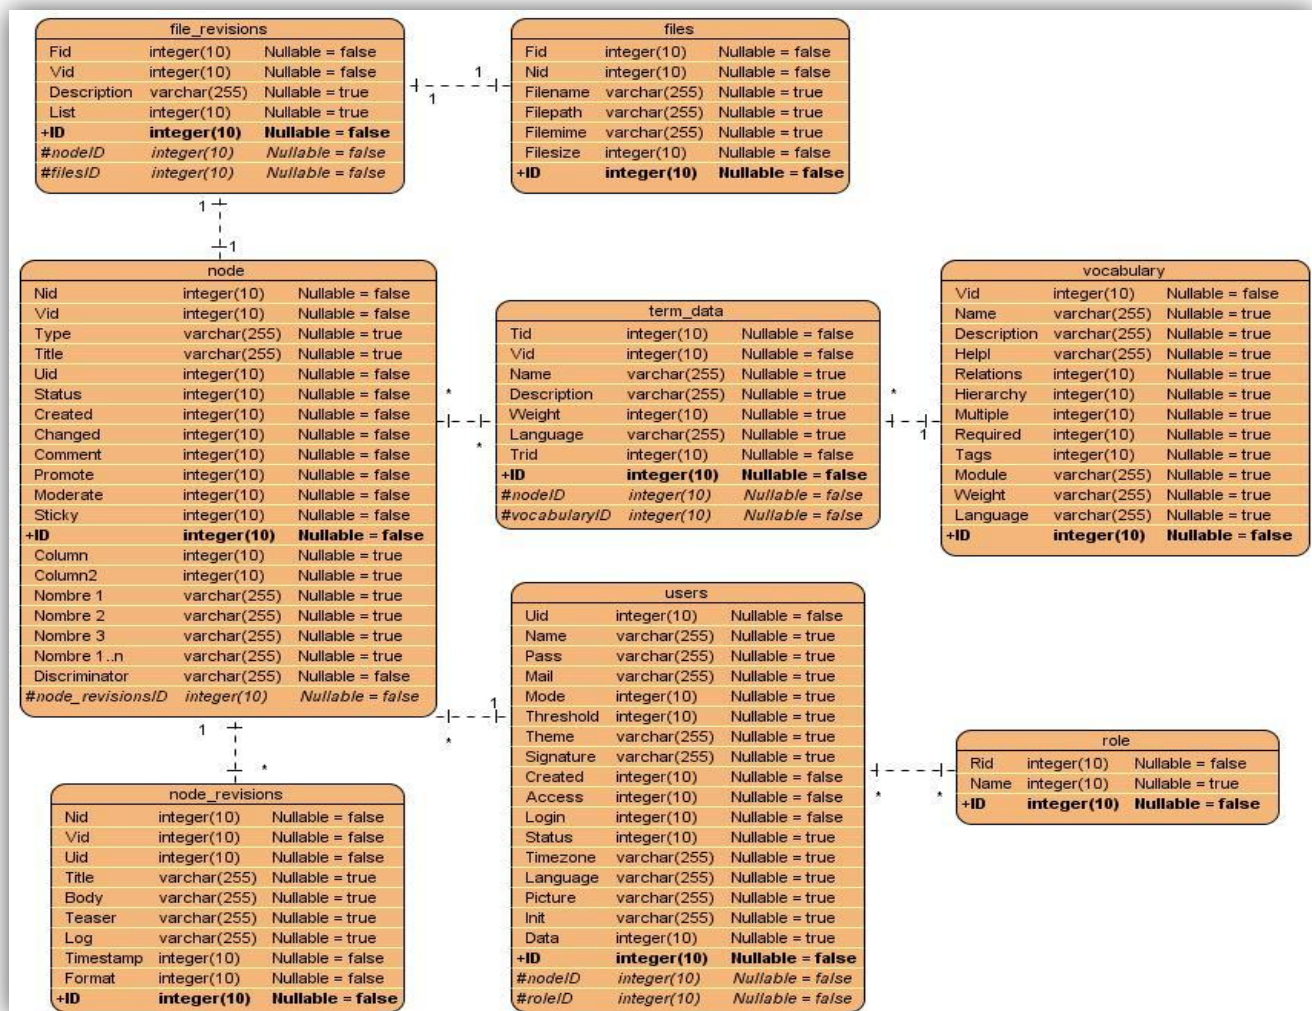 file_revisions
Fid integer(10) Nullable = false
Vid integer(10) Nullable = false
Description varchar(255) Nullable = true
List integer(10) Nullable = true
+ID integer(10) Nullable = false
#nodeID integer(10) Nullable = false
#filesID integer(10) Nullable = false
1
1
files
Fid integer(10) Nullable = false
Nid integer(10) Nullable = false
Filename varchar(255) Nullable = true
Filepath varchar(255) Nullable = true
Filemime varchar(255) Nullable = true
Filesize integer(10) Nullable = false
+ID integer(10) Nullable = false
1
1
node
Nid integer(10) Nullable = false
Vid integer(10) Nullable = false
Type varchar(255) Nullable = true
Title varchar(255) Nullable = true
Uid integer(10) Nullable = false
Status integer(10) Nullable = false
Created integer(10) Nullable = false
Changed integer(10) Nullable = false
Comment integer(10) Nullable = false
Promote integer(10) Nullable = false
Moderate integer(10) Nullable = false
Sticky integer(10) Nullable = false
+ID integer(10) Nullable = false
Column integer(10) Nullable = true
Column2 integer(10) Nullable = true
Nombre 1 varchar(255) Nullable = true
Nombre 2 varchar(255) Nullable = true
Nombre 3 varchar(255) Nullable = true
Nombre 1..n varchar(255) Nullable = true
Discriminator varchar(255) Nullable = false
#node_revisionsID integer(10) Nullable = false
*
*
term_data
Tid integer(10) Nullable = false
Vid integer(10) Nullable = false
Name varchar(255) Nullable = true
Description varchar(255) Nullable = true
Weight integer(10) Nullable = true
Language varchar(255) Nullable = true
Trid integer(10) Nullable = false
+ID integer(10) Nullable = false
#nodeID integer(10) Nullable = false
#vocabularyID integer(10) Nullable = false
*
1
vocabulary
Vid integer(10) Nullable = false
Name varchar(255) Nullable = true
Description varchar(255) Nullable = true
Helpl varchar(255) Nullable = true
Relations integer(10) Nullable = true
Hierarchy integer(10) Nullable = true
Multiple integer(10) Nullable = true
Required integer(10) Nullable = true
Tags integer(10) Nullable = true
Module varchar(255) Nullable = true
Weight varchar(255) Nullable = true
Language varchar(255) Nullable = true
+ID integer(10) Nullable = false
1
*
users
Uid integer(10) Nullable = false
Name varchar(255) Nullable = true
Pass varchar(255) Nullable = true
Mail varchar(255) Nullable = true
Mode integer(10) Nullable = true
Threshold integer(10) Nullable = true
Theme varchar(255) Nullable = true
Signature varchar(255) Nullable = true
Created integer(10) Nullable = false
Access integer(10) Nullable = false
Login integer(10) Nullable = false
Status integer(10) Nullable = true
Timezone varchar(255) Nullable = true
Language varchar(255) Nullable = true
Picture varchar(255) Nullable = true
Init varchar(255) Nullable = true
Data integer(10) Nullable = true
+ID integer(10) Nullable = false
#nodeID integer(10) Nullable = false
#roleID integer(10) Nullable = false
*
*
role
Rid integer(10) Nullable = false
Name integer(10) Nullable = true
+ID integer(10) Nullable = false
1
*
node_revisions
Nid integer(10) Nullable = false
Vid integer(10) Nullable = false
Uid integer(10) Nullable = false
Title varchar(255) Nullable = true
Body varchar(255) Nullable = true
Teaser varchar(255) Nullable = true
Log varchar(255) Nullable = true
Timestamp integer(10) Nullable = false
Format integer(10) Nullable = false
+ID integer(10) Nullable = false